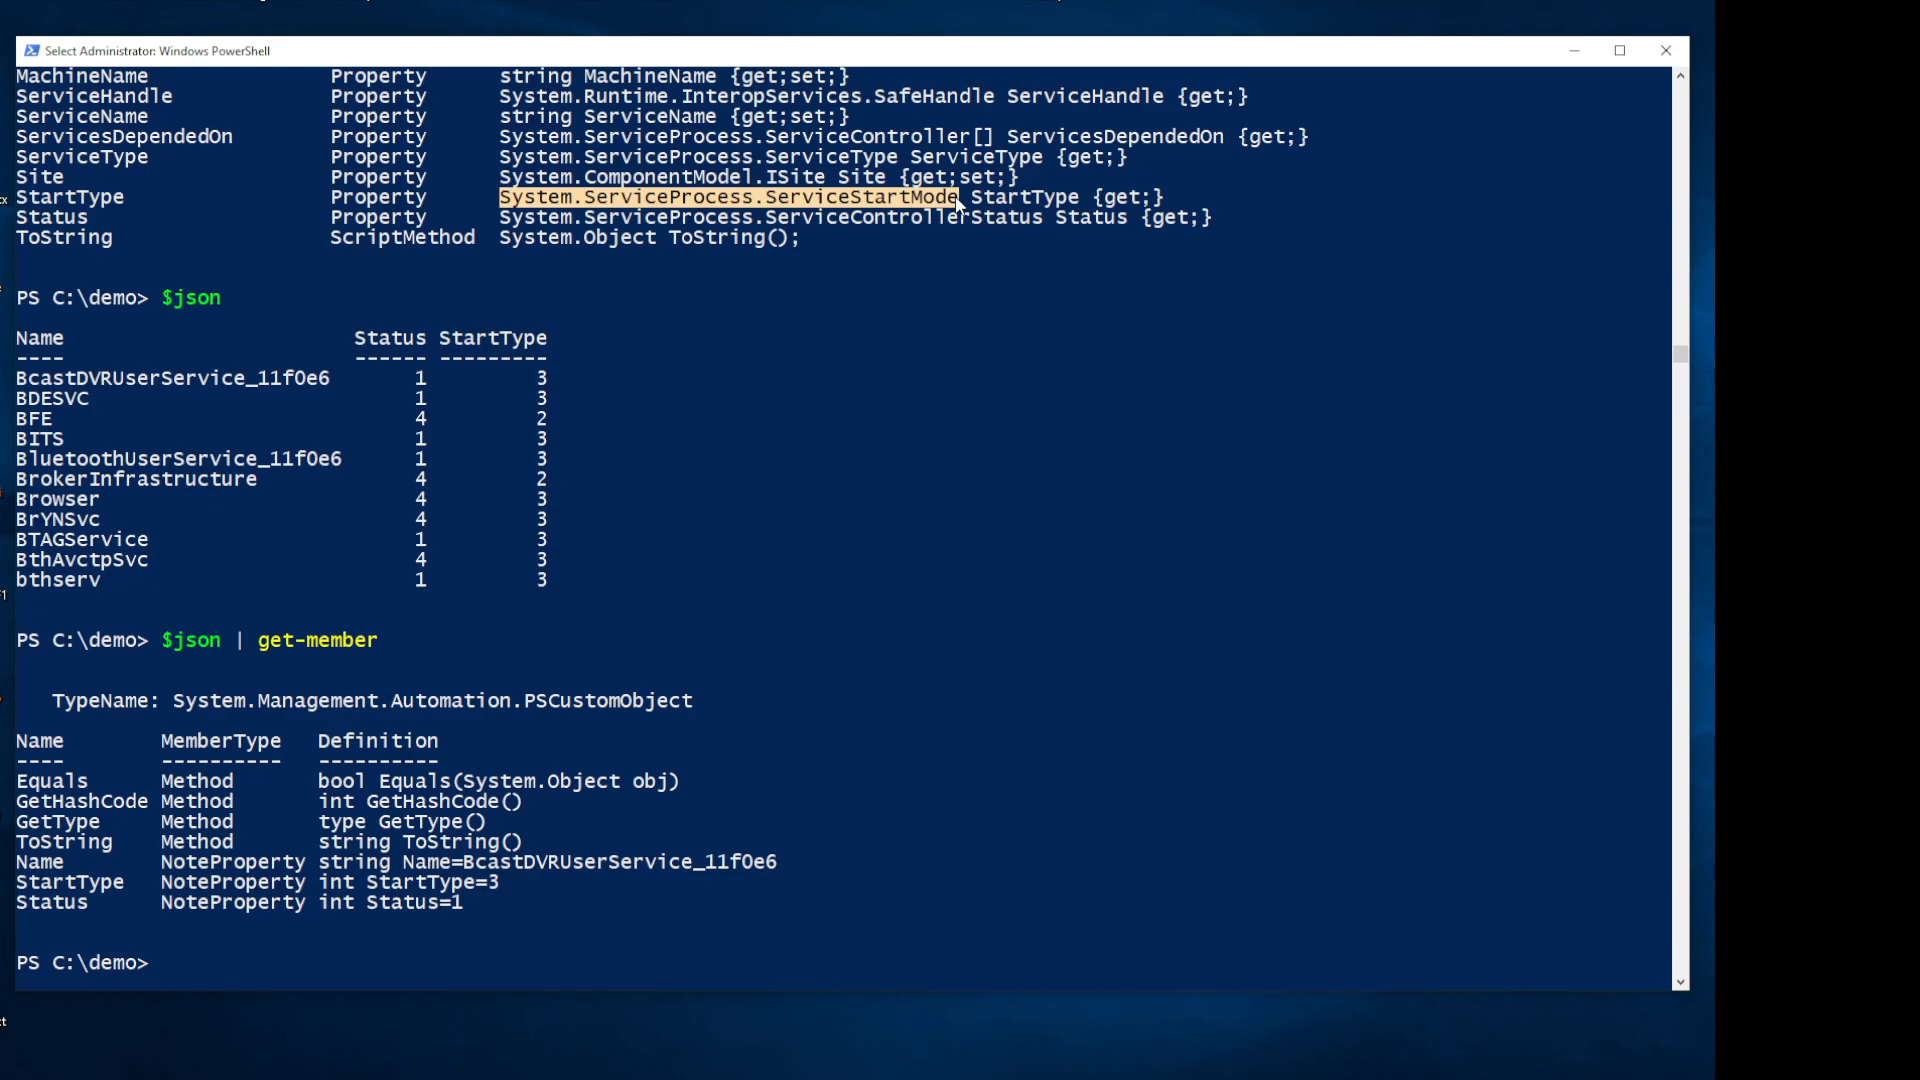 Select Administrator: Windows PowerShell
MachineName Property string MachineName {get;set;}
ServiceHandle Property System.Runtime.InteropServices.SafeHandle ServiceHandle {get;}
ServiceName Property string ServiceName {get;set;}
ServicesDependedOn Property System.ServiceProcess.ServiceController[] ServicesDependedOn {get;}
ServiceType Property System.ServiceProcess.ServiceType ServiceType {get;}
Site Property System.ComponentModel.ISite Site {get;set;}
StartType Property System.ServiceProcess.ServiceStartMode StartType {get;}
Status Property System.ServiceProcess.ServiceControllerStatus Status {get;}
ToString ScriptMethod System.Object ToString();
PS C:\demo> $json
Name Status StartType
---- ------ ---------
BcastDVRUserService_11f0e6 1 3
BDESVC 1 3
BFE 4 2
BITS 1 3
BluetoothUserService_11f0e6 1 3
BrokerInfrastructure 4 2
Browser 4 3
BrYNSvc 4 3
BTAGService 1 3
BthAvctpSvc 4 3
bthserv 1 3
PS C:\demo> $json | get-member
TypeName: System.Management.Automation.PSCustomObject
Name MemberType Definition
---- ---------- ----------
Equals Method bool Equals(System.Object obj)
GetHashCode Method int GetHashCode()
GetType Method type GetType()
ToString Method string ToString()
Name NoteProperty string Name=BcastDVRUserService_11f0e6
StartType NoteProperty int StartType=3
Status NoteProperty int Status=1
PS C:\demo>